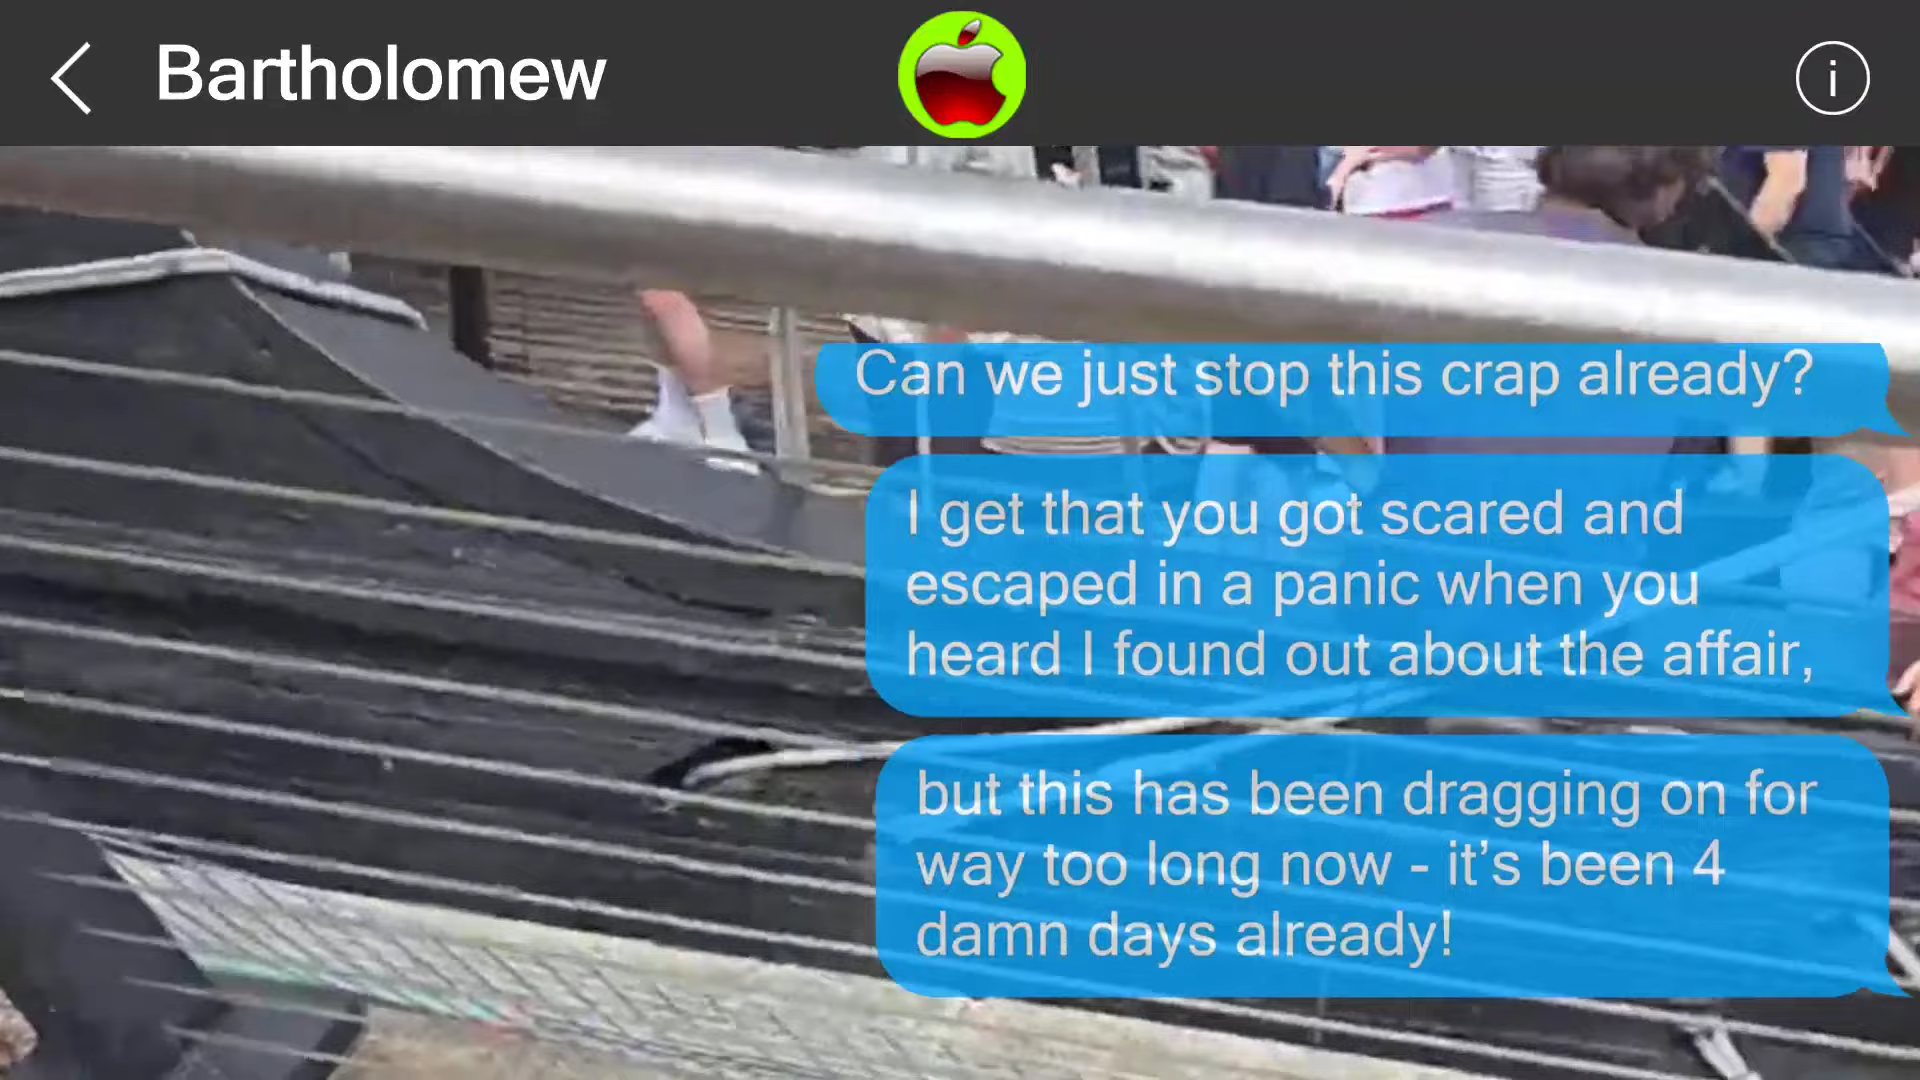 Bartholomew
i
Can we just stop this crap already?
I get that you got scared and
escaped in a panic when you
heard I found out about the affair,
but this has been dragging on for
way too long now - it’s been 4
damn days already!